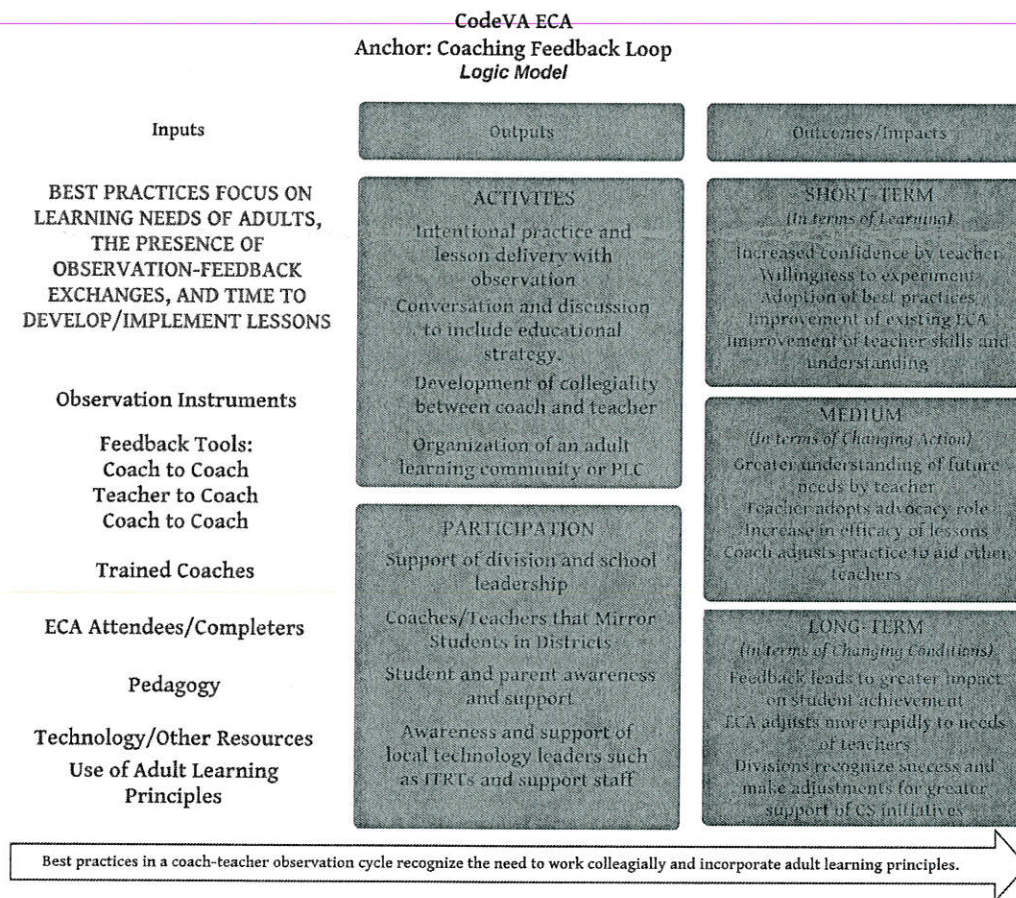 CodeVA ECA
Anchor: Coaching Feedback Loop
Logic Model
Inputs
BEST PRACTICES FOCUS ON
LEARNING NEEDS OF ADULTS,
THE PRESENCE OF
OBSERVATION-FEEDBACK
EXCHANGES, AND TIME TO
DEVELOP/IMPLEMENT LESSONS
Observation Instruments
Feedback Tools:
Coach to Coach
Teacher to Coach
Coach to Coach
Trained Coaches
ECA Attendees/Completers
Pedagogy
Technology/Other Resources
Use of Adult Learning
Principles
Outputs
ACTIVITES
Intentional practice and
lesson delivery with
observation
Conversation and discussion
to include educational
strategy.
Development of collegiality
between coach and teacher
Organization of an adult
learning community or PLC
PARTICIPATION
Support of division and school
leadership
Coaches/Teachers that Mirror
Students in Districts
Student and parent awareness
and support
Awareness and support of
local technology leaders such
as ITRTs and support staff
Outcomes/Impacts
SHORT-TERM
(In terms of Learning)
Increased confidence by teacher
Willingness to experiment
Adoption of best practices
Improvement of existing ECA
Improvement of teacher skills and
understanding
MEDIUM
(In terms of Changing Action)
Greater understanding of future
needs by teacher
Teacher adopts advocacy role
Increase in efficacy of lessons
Coach adjusts practice to aid other
teachers
LONG-TERM
(In terms of Changing Conditions)
Feedback leads to greater impact
on student achievement
ECA adjusts more rapidly to needs
of teachers
Divisions recognize success and
make adjustments for greater
support of CS initiatives
Best practices in a coach-teacher observation cycle recognize the need to work colleagially and incorporate adult learning principles.